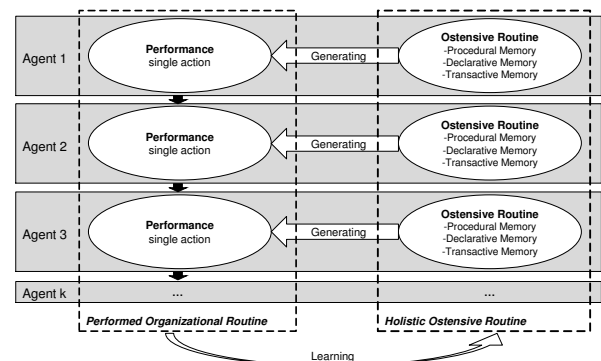 Agent 1
Performance
single action
Generating
Ostensive Routine
-Procedural Memory
-Declarative Memory
-Transactive Memory
Agent 2
Performance
single action
Generating
Ostensive Routine
-Procedural Memory
-Declarative Memory
-Transactive Memory
Agent 3
Performance
single action
Generating
Ostensive Routine
-Procedural Memory
-Declarative Memory
-Transactive Memory
Agent k
...
...
Performed Organizational Routine
Holistic Ostensive Routine
Learning